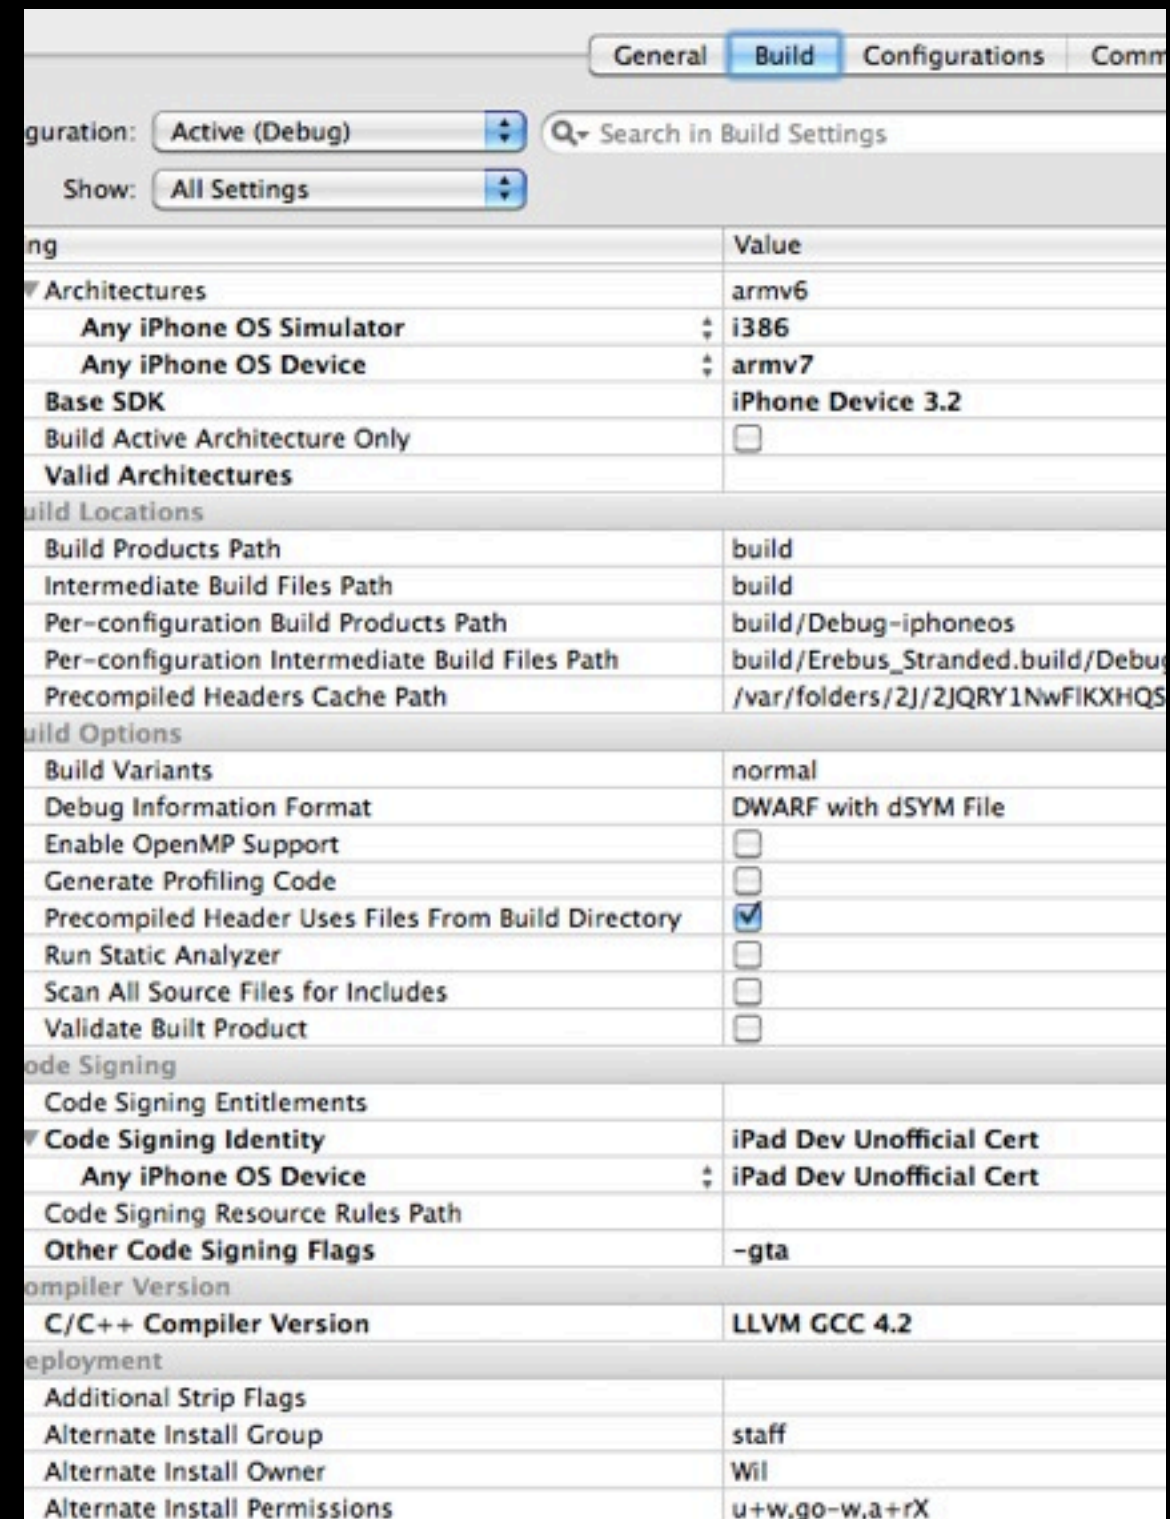 General Build Configurations Comm
guration: Active (Debug) Search in Build Settings
Show: All Settings
ng Value
Architectures armv6
Any iPhone OS Simulator i386
Any iPhone OS Device armv7
Base SDK iPhone Device 3.2
Build Active Architecture Only
Valid Architectures
uild Locations
Build Products Path build
Intermediate Build Files Path build
Per-configuration Build Products Path build/Debug-iphoneos
Per-configuration Intermediate Build Files Path build/Erebus_Stranded.build/Debug
Precompiled Headers Cache Path /var/folders/2J/2JQRY1NwFlKXHQS
uild Options
Build Variants normal
Debug Information Format DWARF with dSYM File
Enable OpenMP Support
Generate Profiling Code
Precompiled Header Uses Files From Build Directory
Run Static Analyzer
Scan All Source Files for Includes
Validate Built Product
ode Signing
Code Signing Entitlements
Code Signing Identity iPad Dev Unofficial Cert
Any iPhone OS Device iPad Dev Unofficial Cert
Code Signing Resource Rules Path
Other Code Signing Flags -gta
ompiler Version
C/C++ Compiler Version LLVM GCC 4.2
eployment
Additional Strip Flags
Alternate Install Group staff
Alternate Install Owner Wil
Alternate Install Permissions u+w,go-w,a+rX